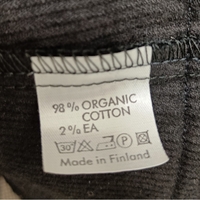 98% ORGANIC
COTTON
2% EA
30° P
Made in Finland